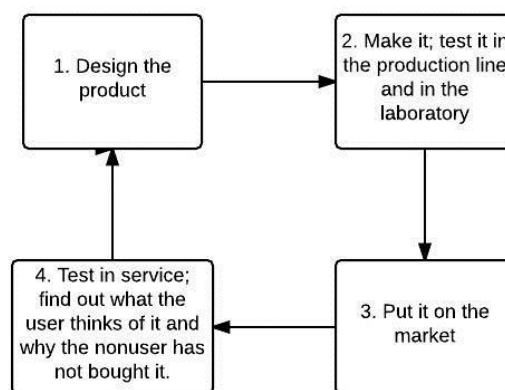 1. Design the
product
2. Make it; test it in
the production line
and in the
laboratory
3. Put it on the
market
4. Test in service;
find out what the
user thinks of it and
why the nonuser has
not bought it.